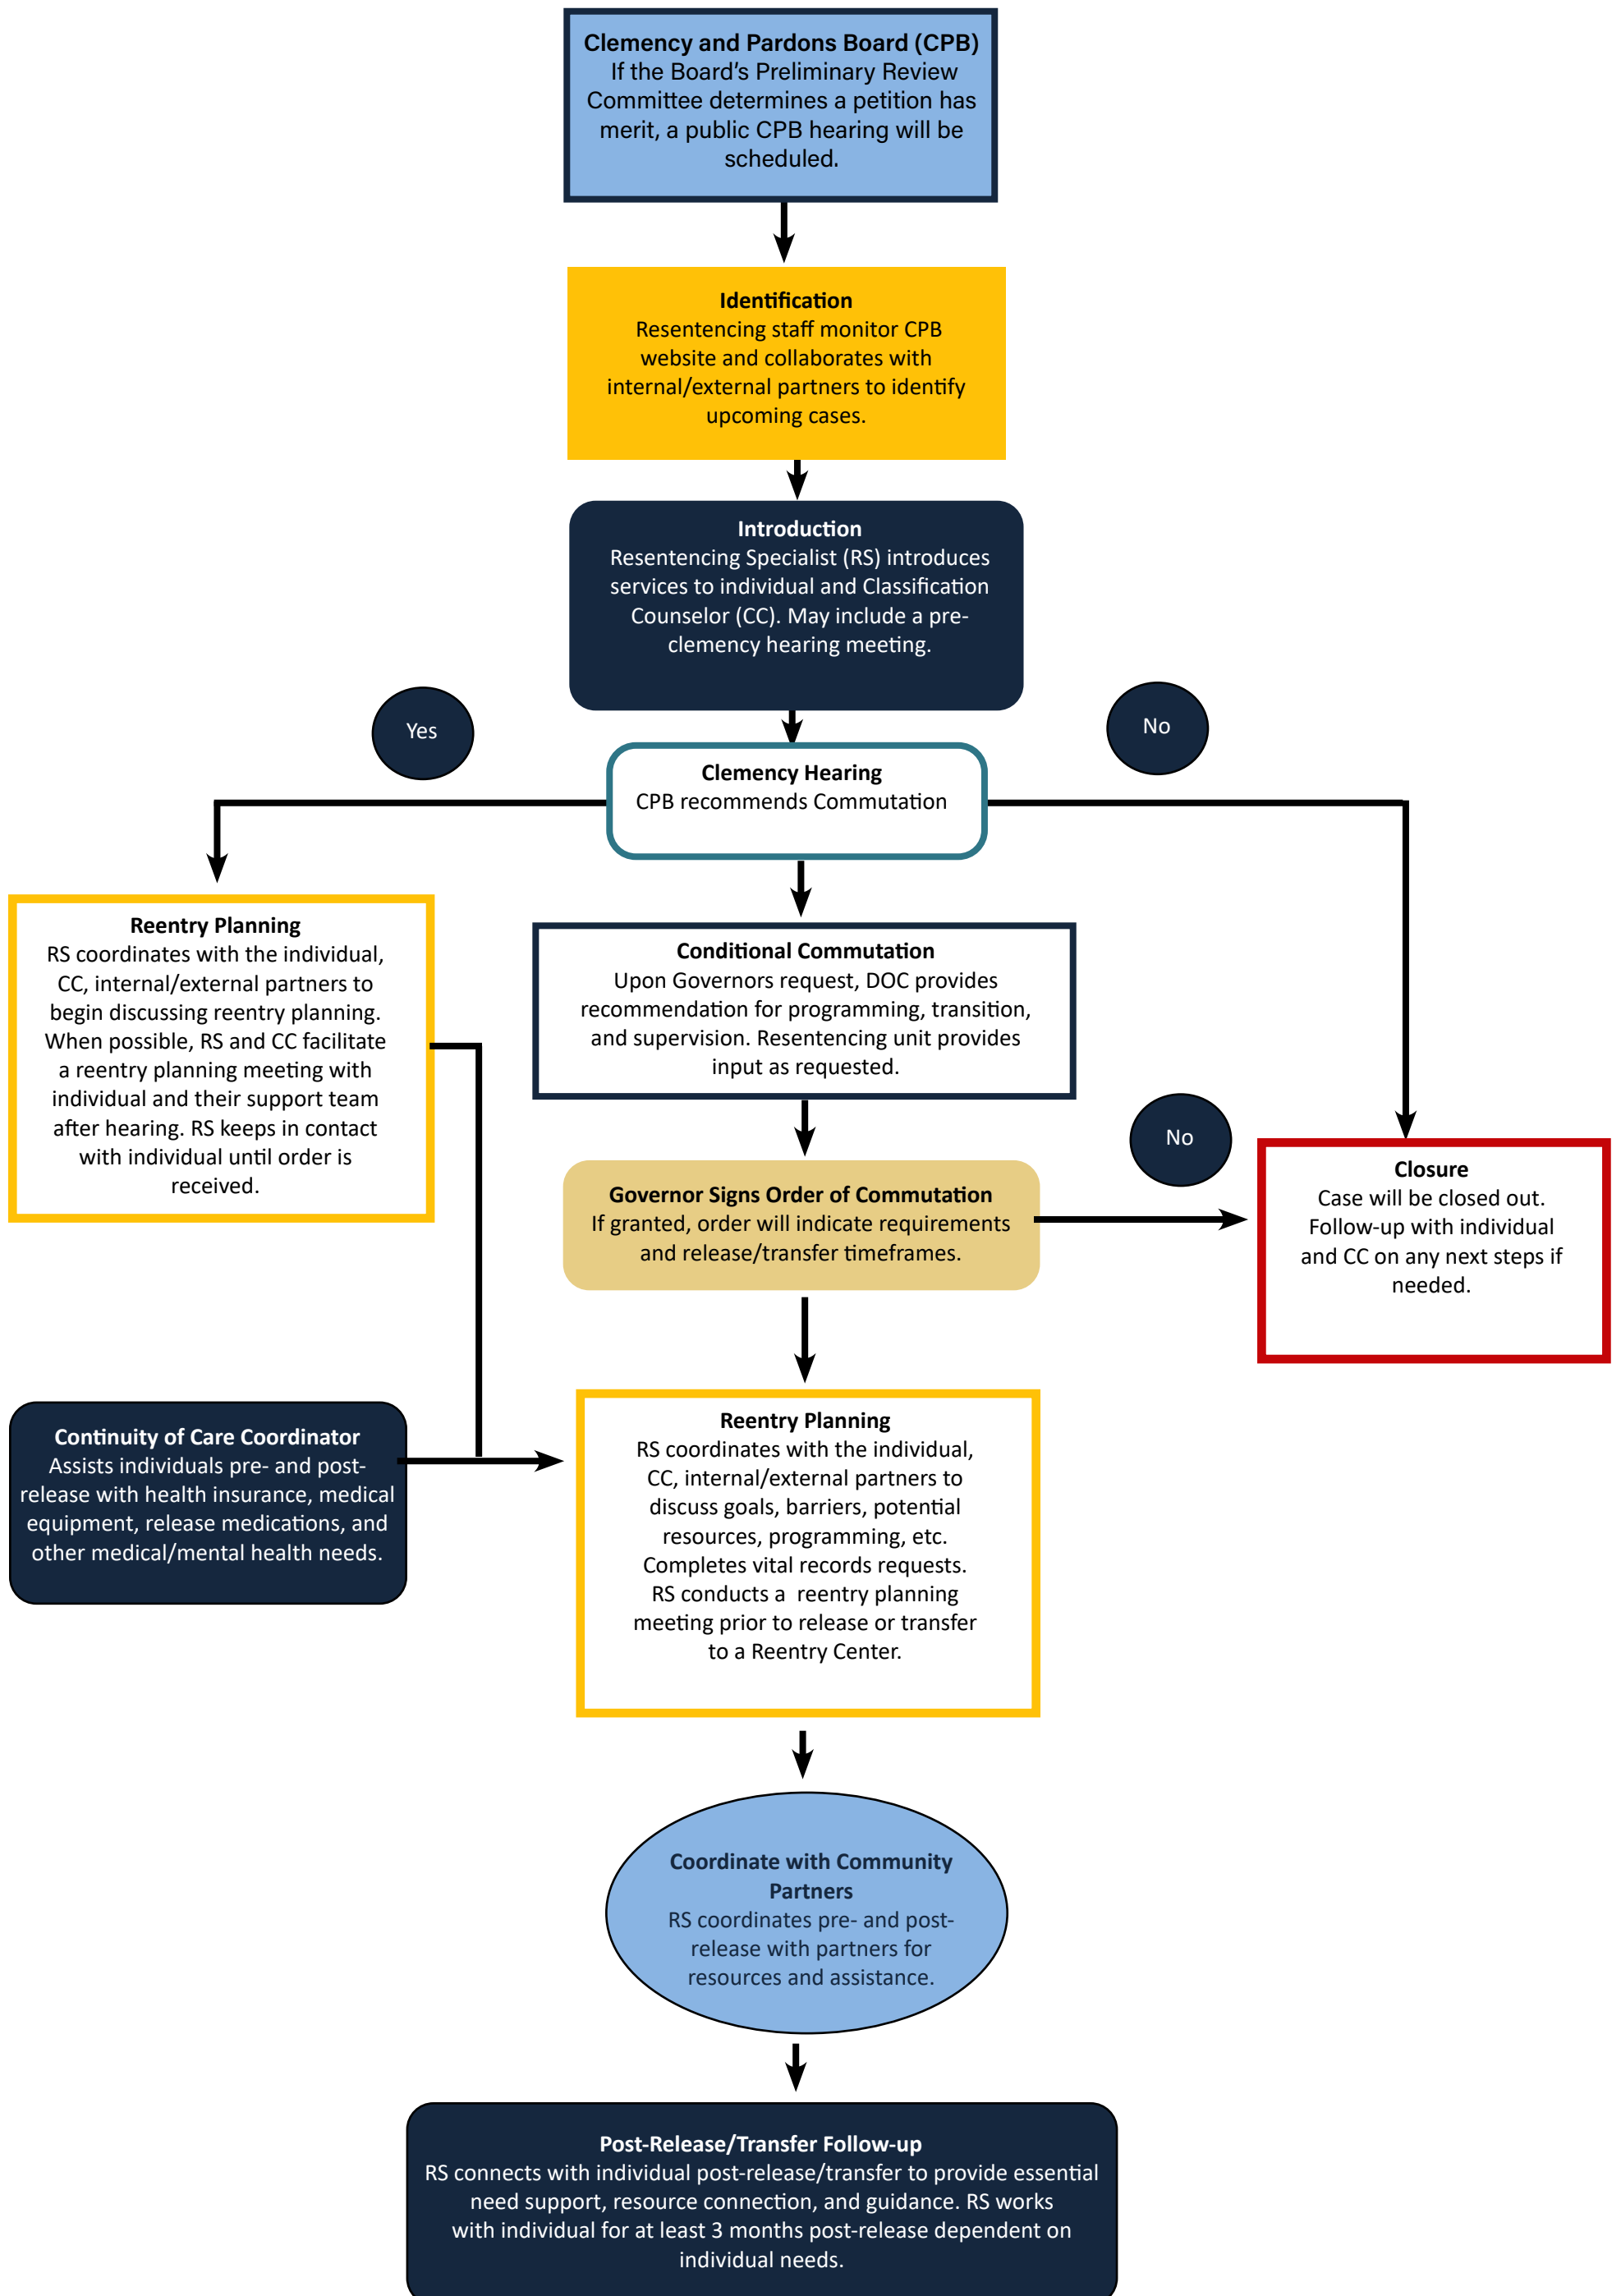 Clemency and Pardons Board (CPB)
If the Board's Preliminary Review
Committee determines a petition has
merit, a public CPB hearing will be
scheduled.
Identification
Resentencing staff monitor CPB
website and collaborates with
internal/external partners to identify
upcoming cases.
Introduction
Resentencing Specialist (RS) introduces
services to individual and Classification
Counselor (CC). May include a pre-
clemency hearing meeting.
Yes
No
Clemency Hearing
CPB recommends Commutation
Reentry Planning
RS coordinates with the individual,
CC, internal/external partners to
begin discussing reentry planning.
When possible, RS and CC facilitate
a reentry planning meeting with
individual and their support team
after hearing. RS keeps in contact
with individual until order is
received.
Conditional Commutation
Upon Governors request, DOC provides
recommendation for programming, transition,
and supervision. Resentencing unit provides
input as requested.
No
Governor Signs Order of Commutation
If granted, order will indicate requirements
and release/transfer timeframes.
Closure
Case will be closed out.
Follow-up with individual
and CC on any next steps if
needed.
Continuity of Care Coordinator
Assists individuals pre- and post-
release with health insurance, medical
equipment, release medications, and
other medical/mental health needs.
Reentry Planning
RS coordinates with the individual,
CC, internal/external partners to
discuss goals, barriers, potential
resources, programming, etc.
Completes vital records requests.
RS conducts a reentry planning
meeting prior to release or transfer
to a Reentry Center.
Coordinate with Community
Partners
RS coordinates pre- and post-
release with partners for
resources and assistance.
Post-Release/Transfer Follow-up
RS connects with individual post-release/transfer to provide essential
need support, resource connection, and guidance. RS works
with individual for at least 3 months post-release dependent on
individual needs.